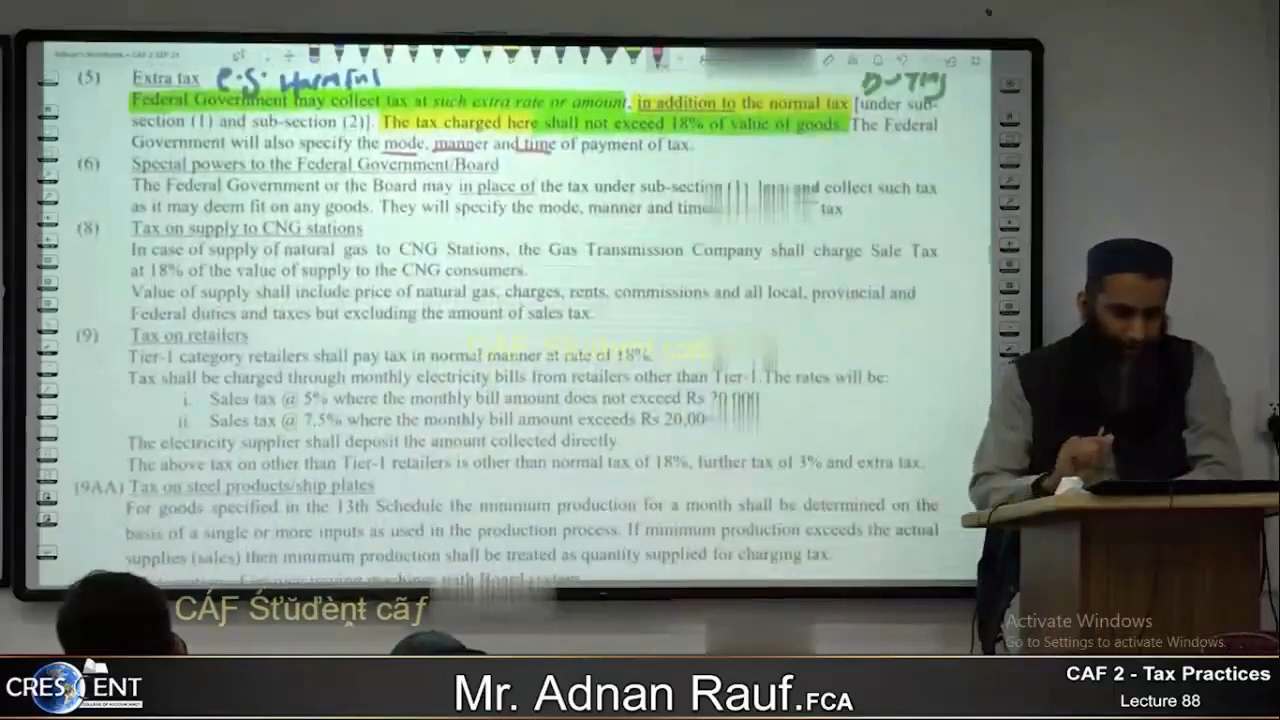 (5) Extra tax e.g. Harmful
Federal Government may collect tax at such extra rate or amount, in addition to the normal tax [under sub-
section (1) and sub-section (2)]. The tax charged here shall not exceed 18% of value of goods. The Federal
Government will also specify the mode, manner and time of payment of tax.
(6) Special powers to the Federal Government/Board
The Federal Government or the Board may in place of the tax under sub-section and collect such tax
as it may deem fit on any goods. They will specify the mode, manner and time tax
(8) Tax on supply to CNG stations
In case of supply of natural gas to CNG Stations, the Gas Transmission Company shall charge Sale Tax
at 18% of the value of supply to the CNG consumers.
Value of supply shall include price of natural gas, charges, rents, commissions and all local, provincial and
Federal duties and taxes but excluding the amount of sales tax.
(9) Tax on retailers
Tier-1 category retailers shall pay tax in normal manner at rate of 18%.
Tax shall be charged through monthly electricity bills from retailers other than Tier-1. The rates will be:
i. Sales tax @ 5% where the monthly bill amount does not exceed Rs 20,000
ii. Sales tax @ 7.5% where the monthly bill amount exceeds Rs 20,00
The electricity supplier shall deposit the amount collected directly.
The above tax on other than Tier-1 retailers is other than normal tax of 18%, further tax of 3% and extra tax.
(9AA) Tax on steel products/ship plates
For goods specified in the 13th Schedule the minimum production for a month shall be determined on the
basis of a single or more inputs as used in the production process. If minimum production exceeds the actual
supplies (sales) then minimum production shall be treated as quantity supplied for charging tax.
CÁƑ Śťŭďèņţ cãƒ
Activate Windows
Go to Settings to activate Windows.
CRESCENT
COLLEGE OF ACCOUNTANCY
Mr. Adnan Rauf.FCA
CAF 2 - Tax Practices
Lecture 88